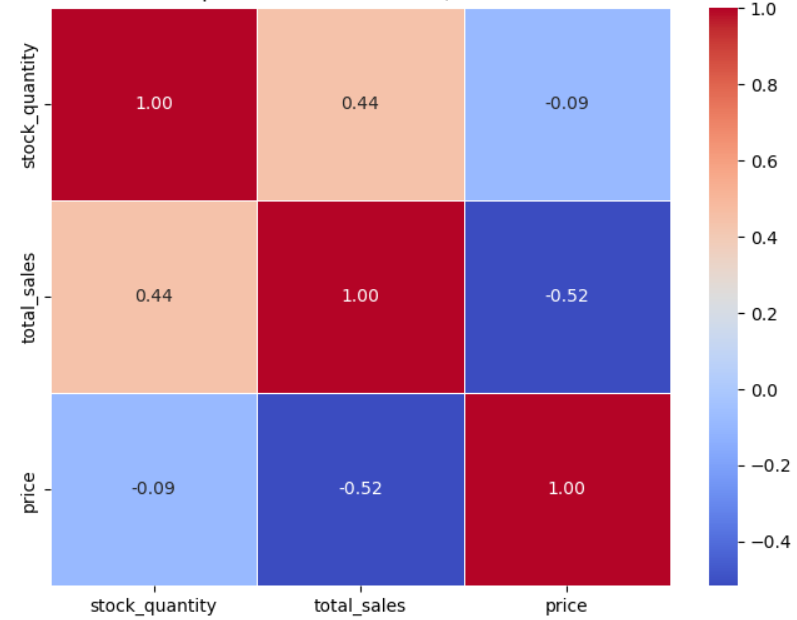 stock_quantity
1.00
0.44
-0.09
total_sales
0.44
1.00
-0.52
price
-0.09
-0.52
1.00
stock_quantity
total_sales
price
1.0
0.8
0.6
0.4
0.2
0.0
−0.2
−0.4